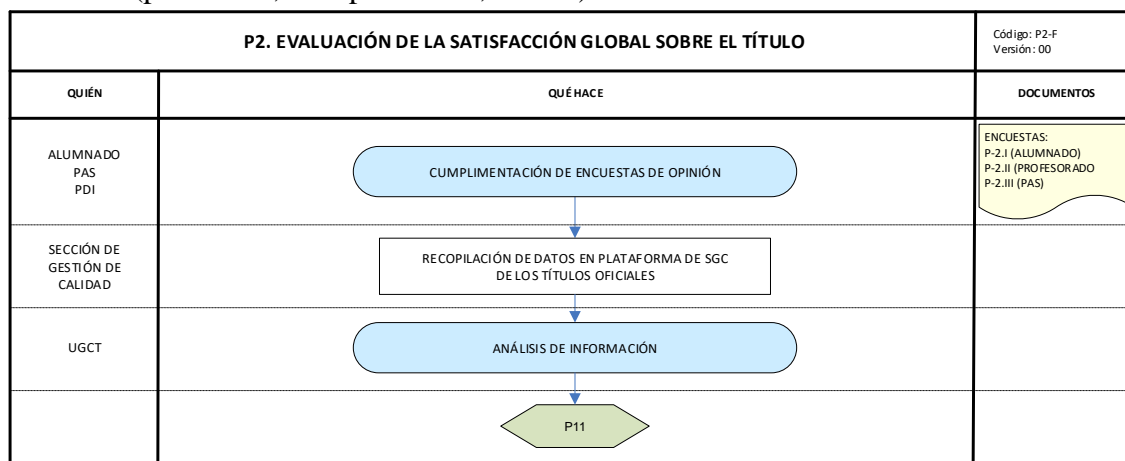 P2. EVALUACIÓN DE LA SATISFACCIÓN GLOBAL SOBRE EL TÍTULO
Código: P2-F
Versión: 00
QUIÉN
QUÉ HACE
DOCUMENTOS
ALUMNADO
PAS
PDI
CUMPLIMENTACIÓN DE ENCUESTAS DE OPINIÓN
ENCUESTAS:
P-2.I (ALUMNADO)
P-2.II (PROFESORADO
P-2.III (PAS)
SECCIÓN DE
GESTIÓN DE
CALIDAD
RECOPILACIÓN DE DATOS EN PLATAFORMA DE SGC
DE LOS TÍTULOS OFICIALES
UGCT
ANÁLISIS DE INFORMACIÓN
P11